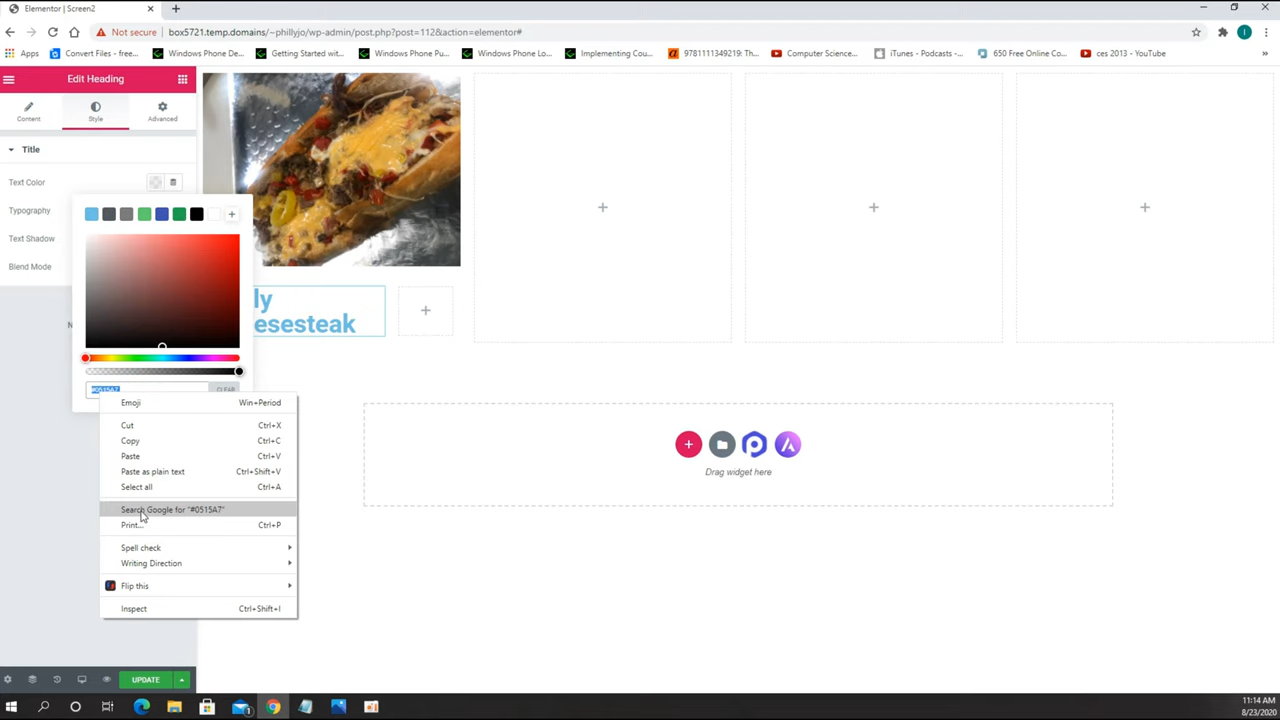 Elementor | Screen2
Not secure | box5721.temp.domains/~phillyjo/wp-admin/post.php?post=112&action=elementor#
Apps
Convert Files - free...
Windows Phone De...
Getting Started wit...
Windows Phone Pu...
Windows Phone Lo...
Implementing Cou...
9781111349219: Th...
Computer Science...
iTunes - Podcasts -...
650 Free Online Co...
ces 2013 - YouTube
Edit Heading
Content
Style
Advanced
Title
Text Color
Typography
Text Shadow
Blend Mode
N
ly
esesteak
#0515A7
CLEAR
Emoji Win+Period
Cut Ctrl+X
Copy Ctrl+C
Paste Ctrl+V
Paste as plain text Ctrl+Shift+V
Select all Ctrl+A
Search Google for "#0515A7"
Print... Ctrl+P
Spell check
Writing Direction
Flip this
Inspect Ctrl+Shift+I
Drag widget here
UPDATE
11:14 AM
8/23/2020